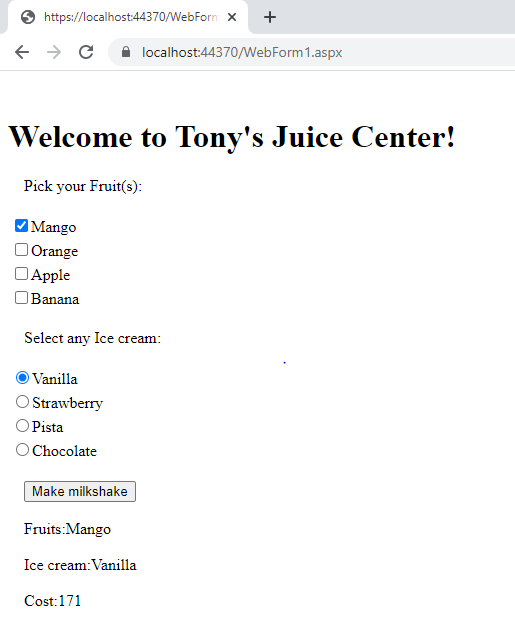 https://localhost:44370/WebForm
localhost:44370/WebForm1.aspx
Welcome to Tony's Juice Center!
Pick your Fruit(s):
Mango
Orange
Apple
Banana
Select any Ice cream:
Vanilla
Strawberry
Pista
Chocolate
Make milkshake
Fruits:Mango
Ice cream:Vanilla
Cost:171